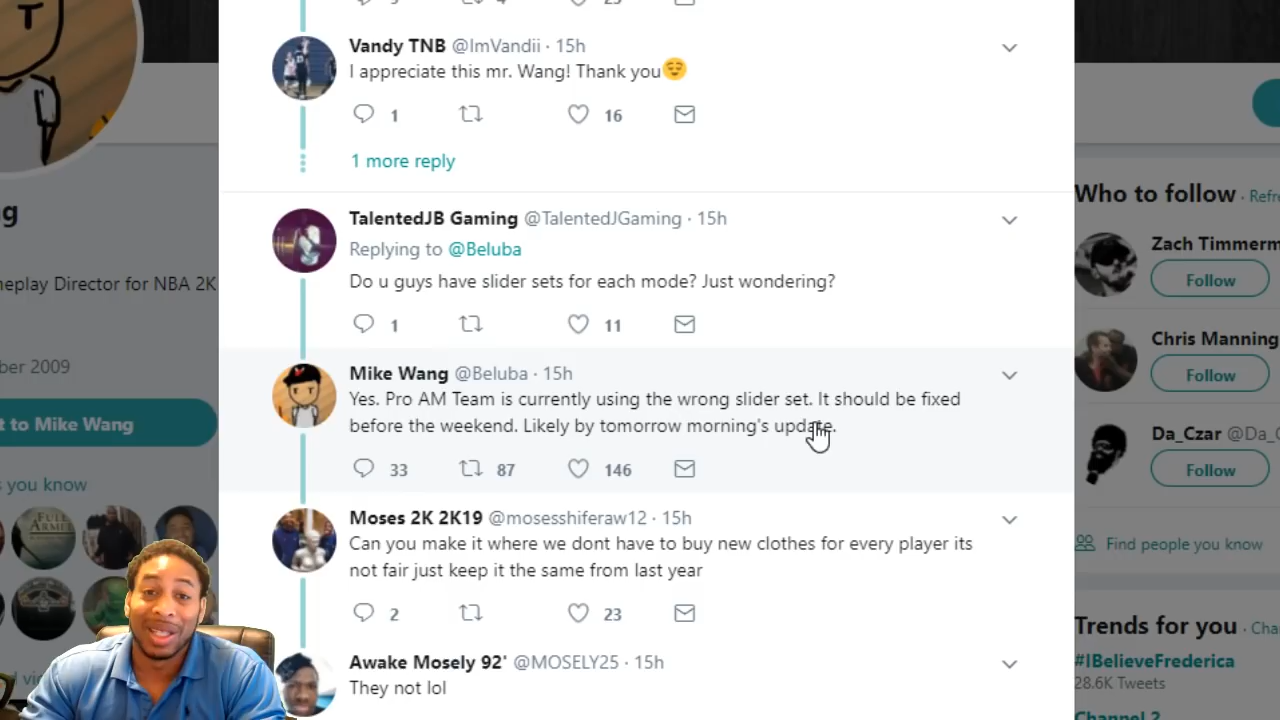 Vandy TNB @ImVandii · 15h
I appreciate this mr. Wang! Thank you😌
1 16
1 more reply
TalentedJB Gaming @TalentedJGaming · 15h
Replying to @Beluba
Do u guys have slider sets for each mode? Just wondering?
1 11
Mike Wang @Beluba · 15h
Yes. Pro AM Team is currently using the wrong slider set. It should be fixed
before the weekend. Likely by tomorrow morning's update.
33 87 146
Moses 2K 2K19 @mosesshiferaw12 · 15h
Can you make it where we dont have to buy new clothes for every player its
not fair just keep it the same from last year
2 23
Awake Mosely 92' @MOSELY25 · 15h
They not lol
g
eplay Director for NBA 2K
ber 2009
t to Mike Wang
s you know
FULL
ARMEL
Who to follow · Refre
Zach Timmerm
Follow
Chris Manning
Follow
Da_Czar @Da_C
Follow
Find people you know
Trends for you · Cha
#IBelieveFrederica
28.6K Tweets
Channel 2